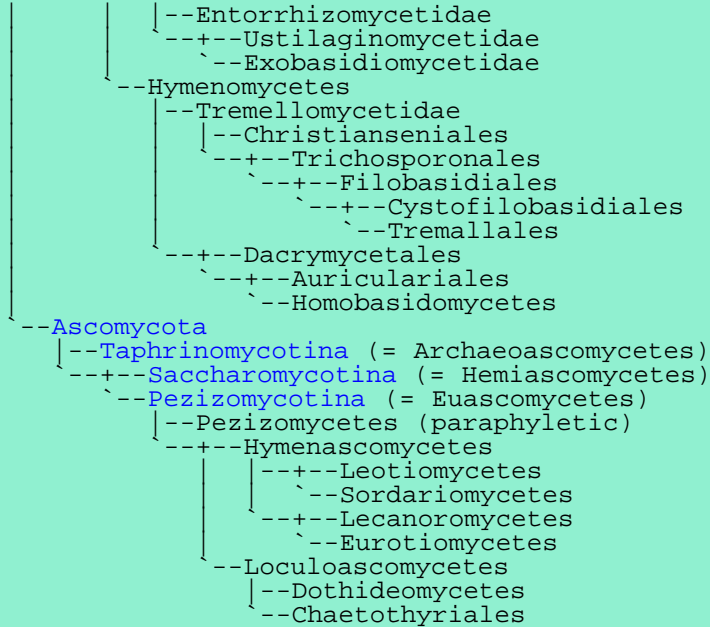 |     |  |--Entorrhizomycetidae
|     |  `--+--Ustilaginomycetidae
|     |     `--Exobasidiomycetidae
|     `--Hymenomycetes
|        |--Tremellomycetidae
|        |  |--Christianseniales
|        |  `--+--Trichosporonales
|        |     `--+--Filobasidiales
|        |        `--+--Cystofilobasidiales
|        |           `--Tremallales
|        `--+--Dacrymycetales
|           `--+--Auriculariales
|              `--Homobasidomycetes
`--Ascomycota
   |--Taphrinomycotina (= Archaeoascomycetes)
   `--+--Saccharomycotina (= Hemiascomycetes)
      `--Pezizomycotina (= Euascomycetes)
         |--Pezizomycetes (paraphyletic)
         `--+--Hymenascomycetes
            |  |--+--Leotiomycetes
            |  |  `--Sordariomycetes
            |  `--+--Lecanoromycetes
            |     `--Eurotiomycetes
            `--Loculoascomycetes
               |--Dothideomycetes
               `--Chaetothyriales